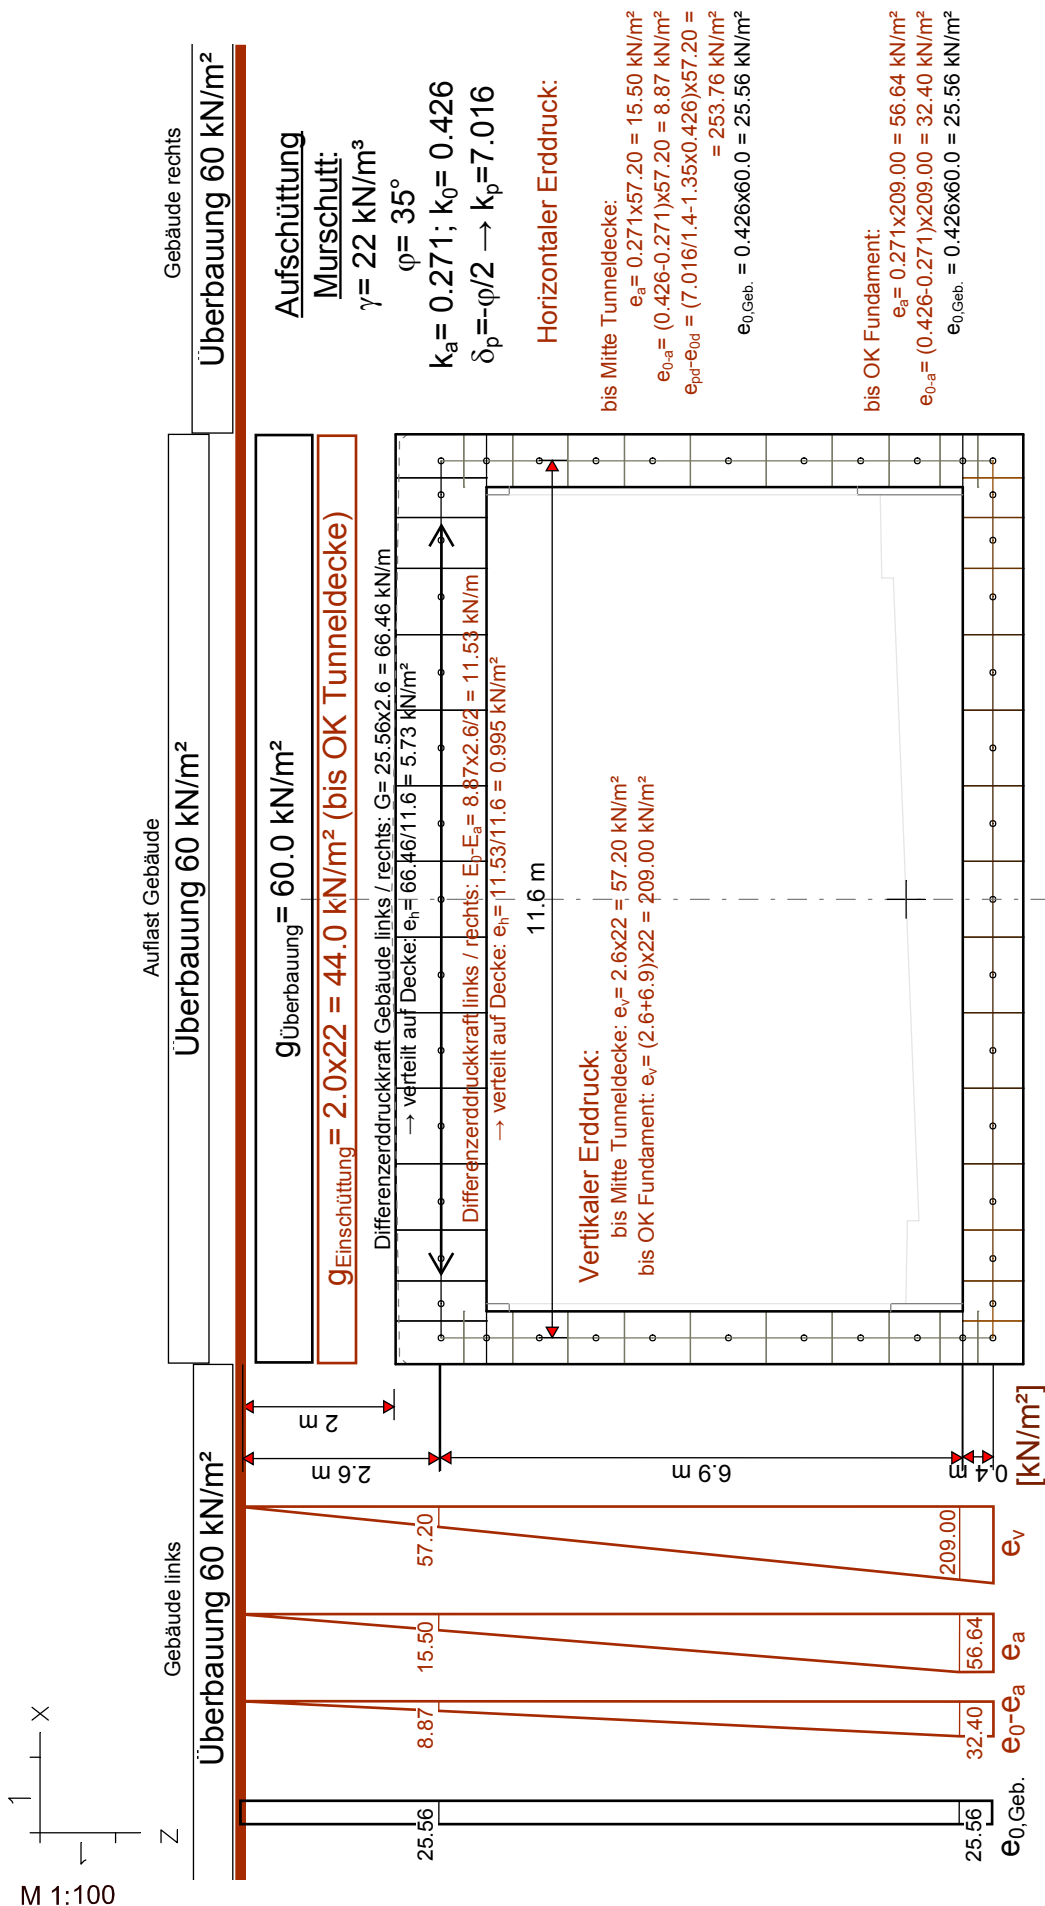 Gebäude links
Auflast Gebäude
Gebäude rechts
Überbauung 60 kN/m²
Überbauung 60 kN/m²
Überbauung 60 kN/m²
gÜberbauung= 60.0 kN/m²
gEinschüttung= 2.0x22 = 44.0 kN/m² (bis OK Tunneldecke)
Differenzerddruckkraft Gebäude links / rechts: G= 25.56x2.6 = 66.46 kN/m
→ verteilt auf Decke: eh= 66.46/11.6 = 5.73 kN/m²
Differenzerddruckkraft links / rechts: E0-Ea= 8.87x2.6/2 = 11.53 kN/m
→ verteilt auf Decke: eh= 11.53/11.6 = 0.995 kN/m²
11.6 m
Vertikaler Erddruck:
bis Mitte Tunneldecke: ev= 2.6x22 = 57.20 kN/m²
bis OK Fundament: ev= (2.6+6.9)x22 = 209.00 kN/m²
Aufschüttung
Murschutt:
γ= 22 kN/m³
φ= 35°
ka= 0.271; k0= 0.426
δp=-φ/2 → kp=7.016
Horizontaler Erddruck:
bis Mitte Tunneldecke:
ea= 0.271x57.20 = 15.50 kN/m²
e0-a= (0.426-0.271)x57.20 = 8.87 kN/m²
epd-e0d = (7.016/1.4-1.35x0.426)x57.20 =
= 253.76 kN/m²
e0,Geb. = 0.426x60.0 = 25.56 kN/m²
bis OK Fundament:
ea= 0.271x209.00 = 56.64 kN/m²
e0-a= (0.426-0.271)x209.00 = 32.40 kN/m²
e0,Geb. = 0.426x60.0 = 25.56 kN/m²
2 m
2.6 m
6.9 m
0.4 m
[kN/m²]
57.20
209.00
ev
15.50
56.64
ea
8.87
32.40
e0-ea
25.56
25.56
e0,Geb.
X
Z
1
1
M 1:100